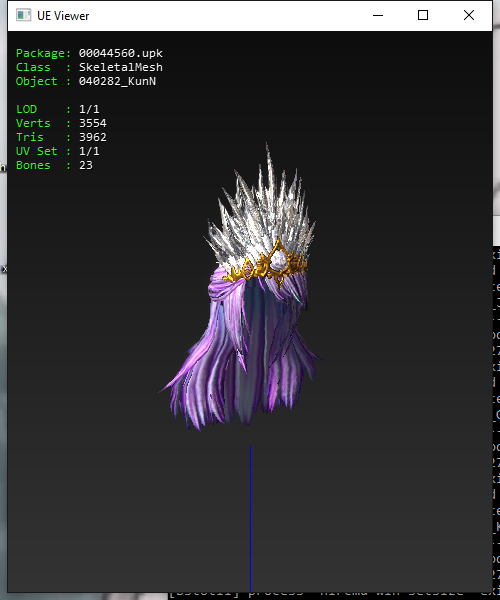 UE Viewer
Package: 00044560.upk
Class : SkeletalMesh
Object : 040282_KunN
LOD : 1/1
Verts : 3554
Tris : 3962
UV Set : 1/1
Bones : 23